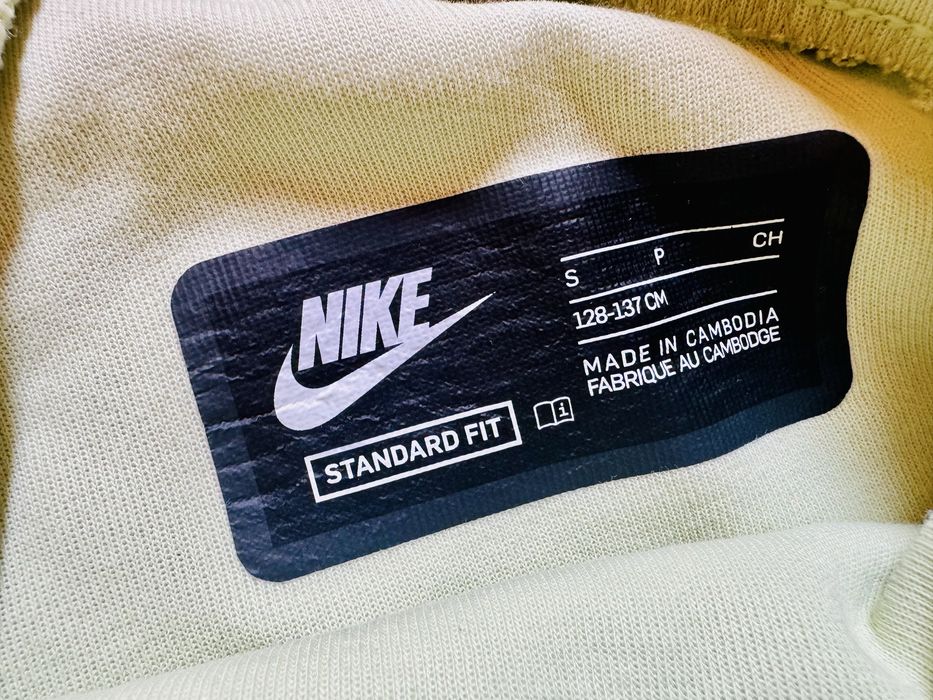 NIKE
STANDARD FIT
S P CH
128-137 CM
MADE IN CAMBODIA
FABRIQUE AU CAMBODGE
i